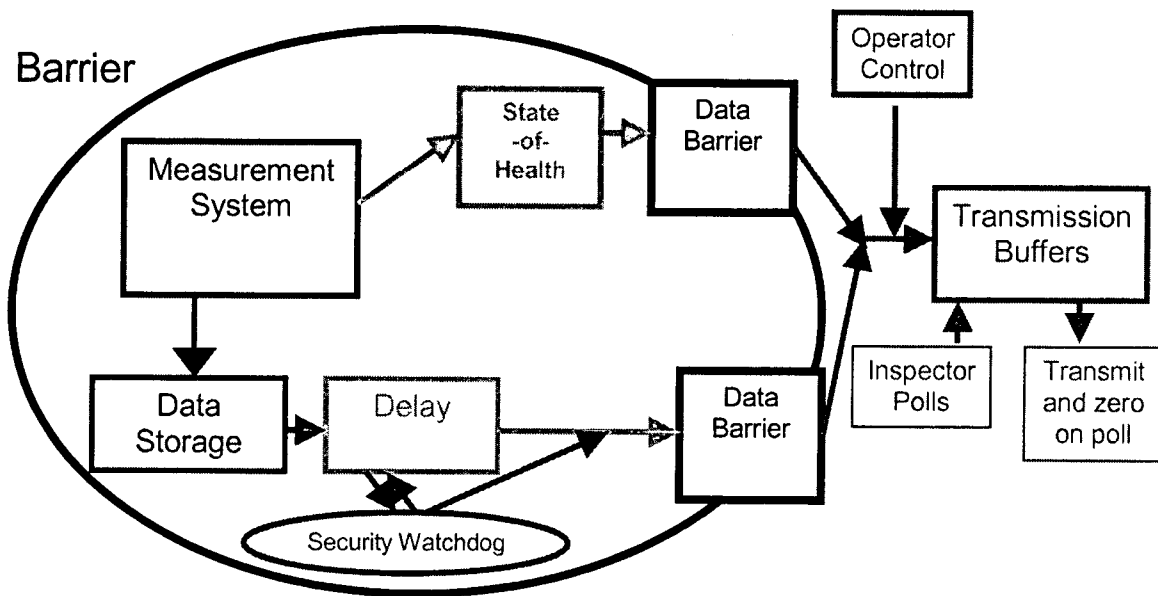 Barrier
Operator
Control
State
-of-
Health
Data
Barrier
Measurement
System
Transmission
Buffers
Data
Storage
Delay
Data
Barrier
Inspector
Polls
Transmit
and zero
on poll
Security Watchdog